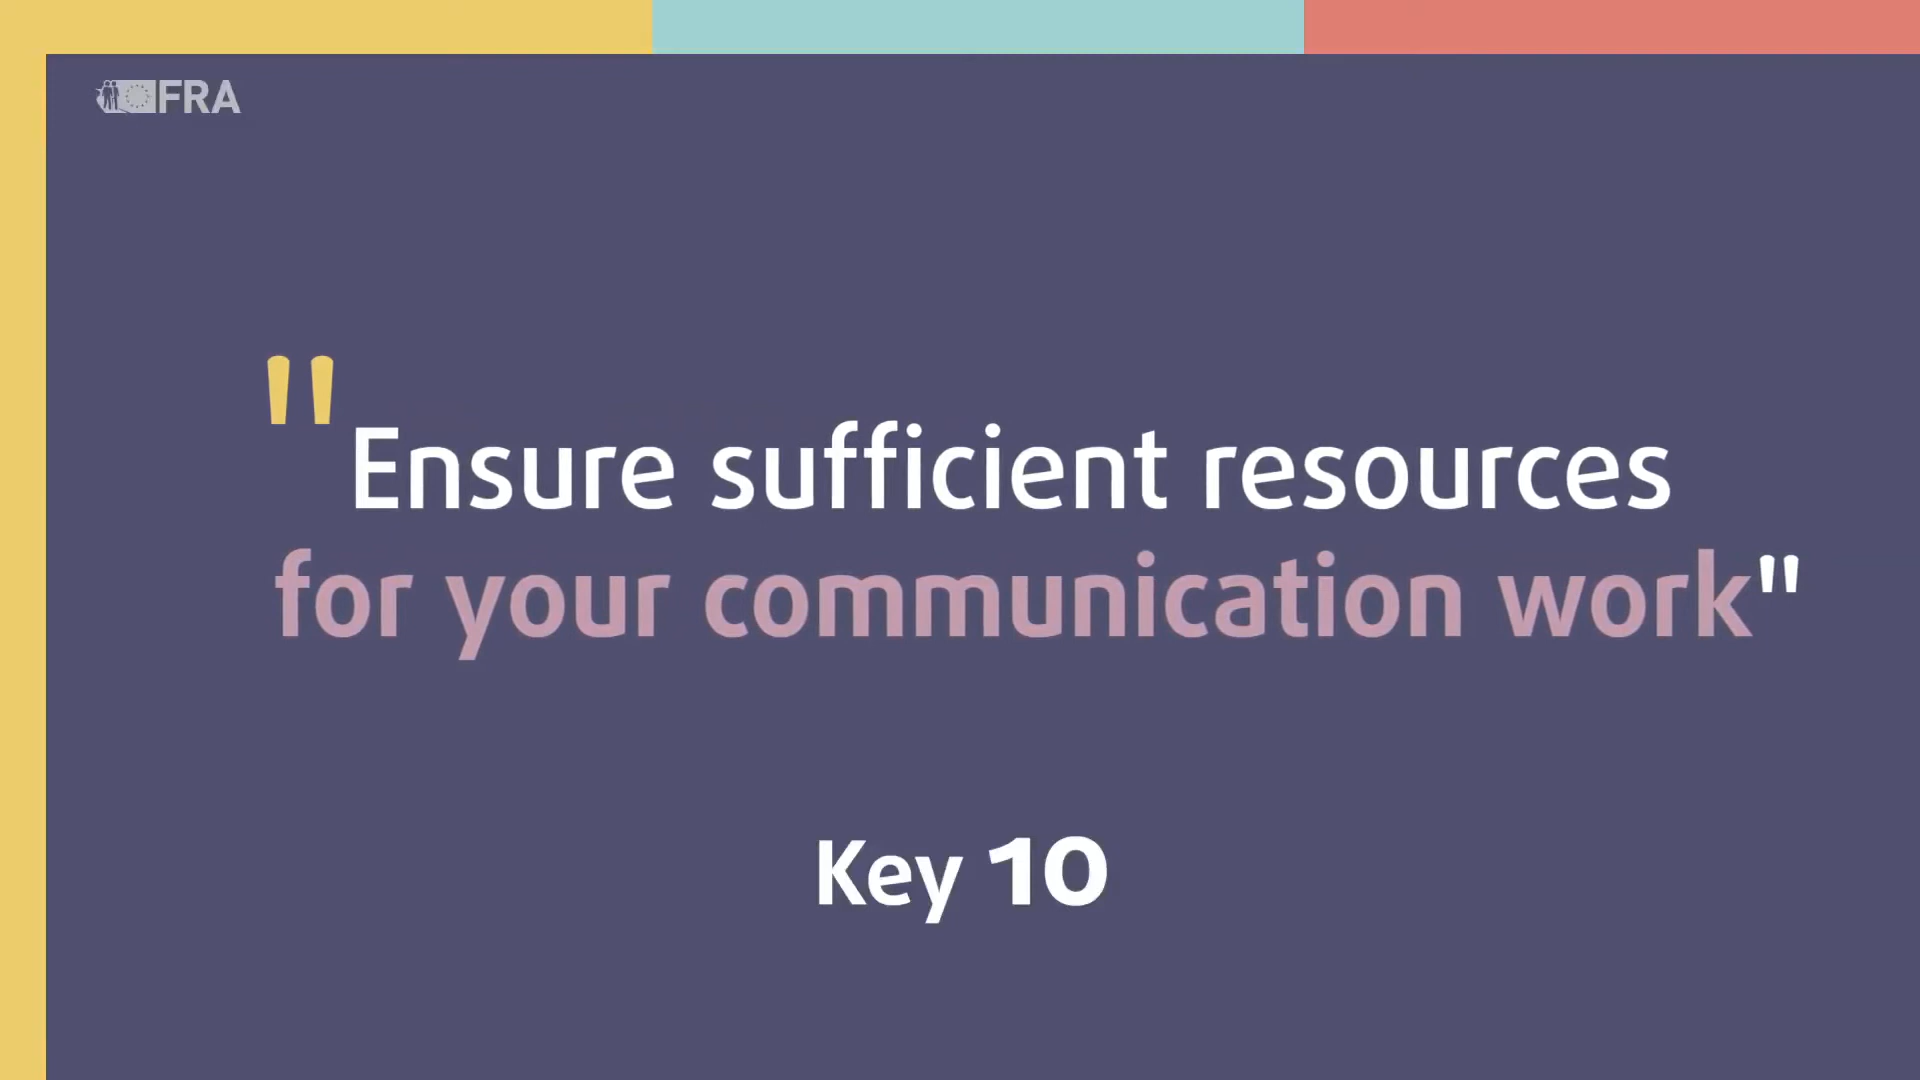 FRA
"Ensure sufficient resources
for your communication work"
Key 10